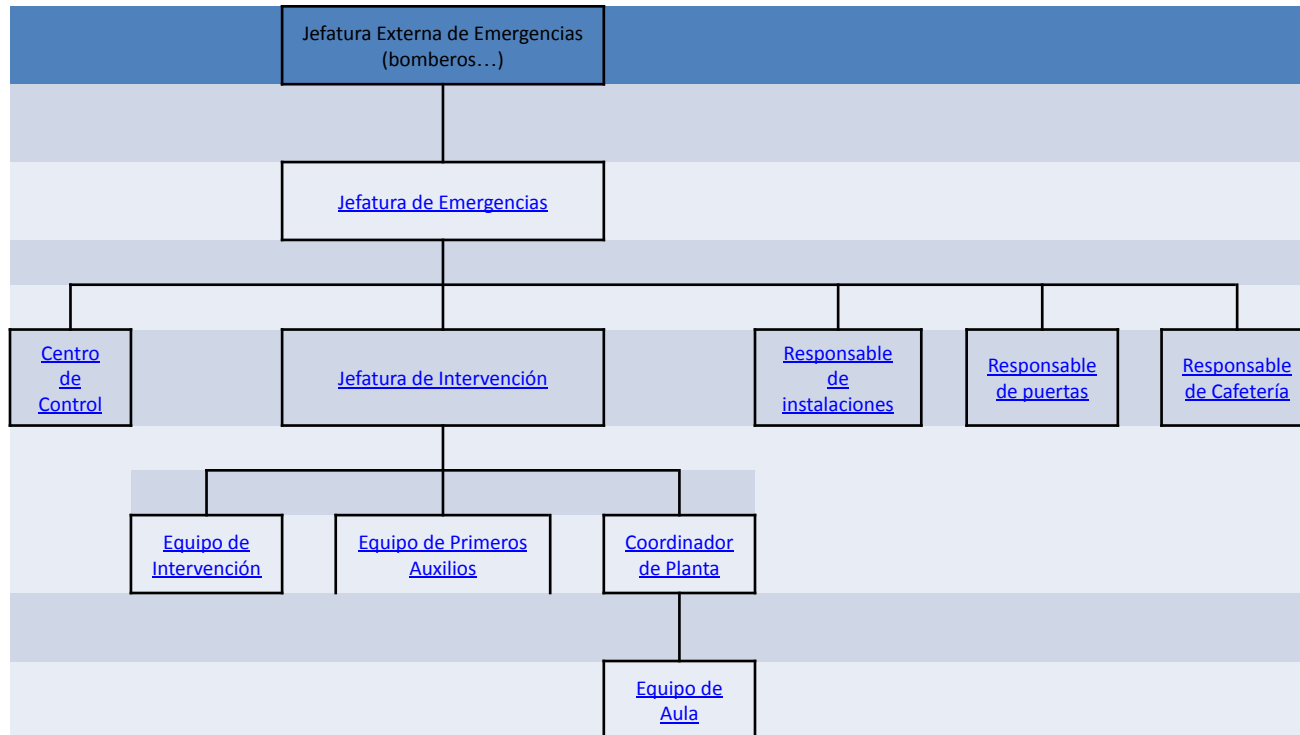 Jefatura Externa de Emergencias
(bomberos…)
Jefatura de Emergencias
Centro
de
Control
Jefatura de Intervención
Responsable
de
instalaciones
Responsable
de puertas
Responsable
de Cafetería
Equipo de
Intervención
Equipo de Primeros
Auxilios
Coordinador
de Planta
Equipo de
Aula